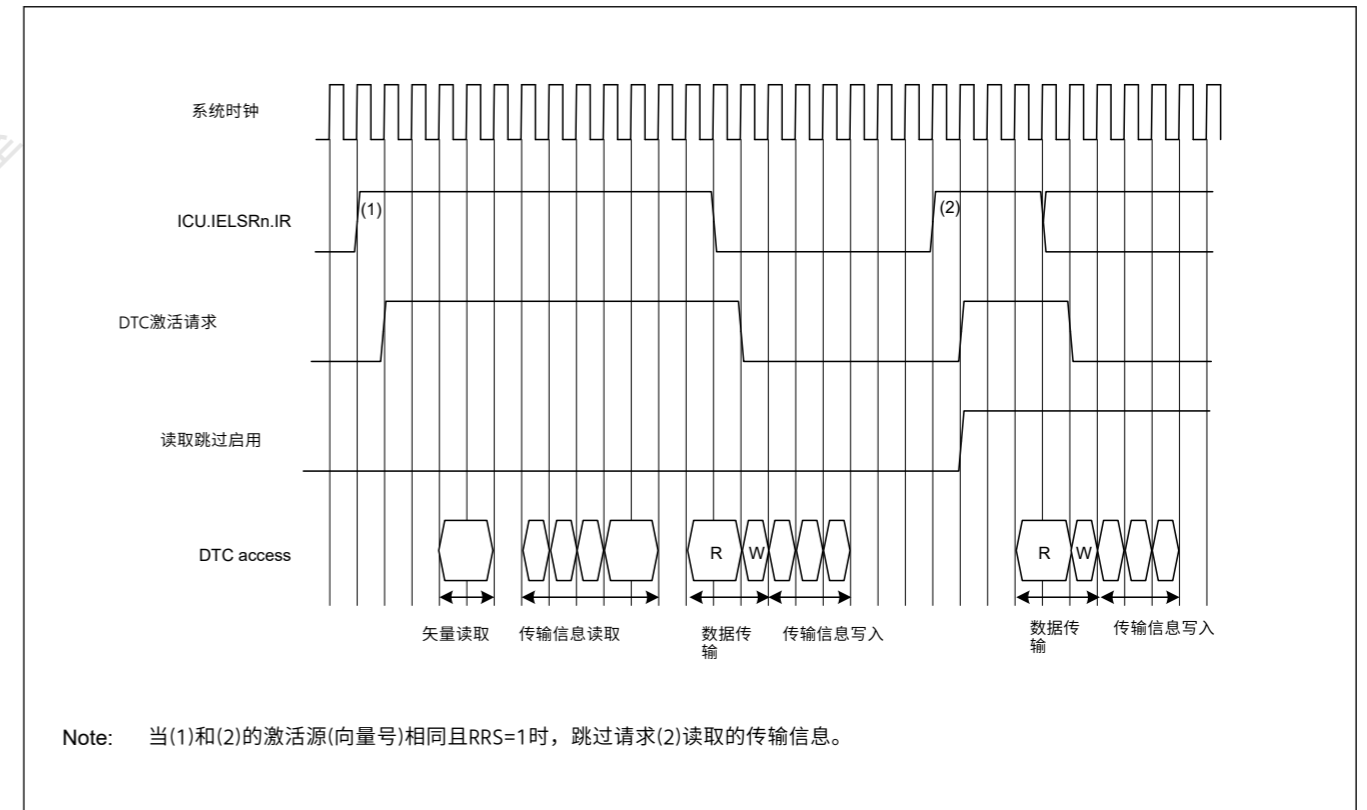 系统时钟
ICU.IELSRn.IR
(1)
(2)
DTC激活请求
读取跳过启用
DTC access
R
W
R
W
矢量读取
传输信息读取
数据传
输
传输信息写入
数据传
输
传输信息写入
Note: 当(1)和(2)的激活源(向量号)相同且RRS=1时，跳过请求(2)读取的传输信息。